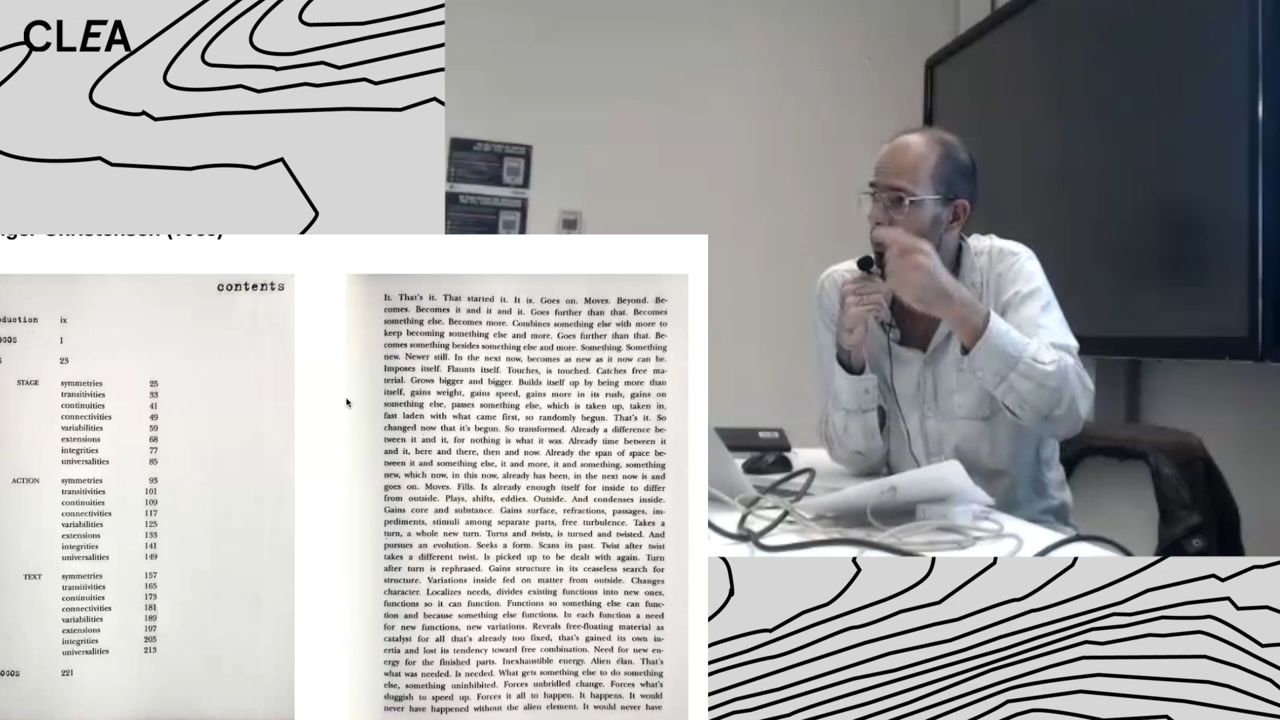 CLEA
contents
ix
1
23
STAGE symmetries 25
transitivities 33
continuities 41
connectivities 49
variabilities 59
extensions 68
integrities 77
universalities 85
ACTION symmetries 93
transitivities 101
continuities 109
connectivities 117
variabilities 125
extensions 133
integrities 141
universalities 149
TEXT symmetries 157
transitivities 165
continuities 173
connectivities 181
variabilities 189
extensions 197
integrities 205
universalities 213
221
It. That's it. That started it. It is. Goes on. Moves. Beyond. Be-
comes. Becomes it and it and it. Goes further than that. Becomes
something else. Becomes more. Combines something else with more to
keep becoming something else and more. Goes further than that. Be-
comes something besides something else and more. Something. Something
new. Newer still. In the next now, becomes as new as it now can be.
Imposes itself. Flaunts itself. Touches, is touched. Catches free ma-
terial. Grows bigger and bigger. Builds itself up by being more than
itself, gains weight, gains speed, gains more in its rush, gains on
something else, passes something else, which is taken up, taken in,
fast laden with what came first, so randomly begun. That's it. So
changed now that it's begun. So transformed. Already a difference be-
tween it and it, for nothing is what it was. Already time between it
and it, here and there, then and now. Already the span of space be-
tween it and something else, it and more, it and something, something
new, which now, in this now, already has been, in the next now is and
goes on. Moves. Fills. Is already enough itself for inside to differ
from outside. Plays, shifts, eddies. Outside. And condenses inside.
Gains core and substance. Gains surface, refractions, passages, im-
pediments, stimuli among separate parts, free turbulence. Takes a
turn, a whole new turn. Turns and twists, is turned and twisted. And
pursues an evolution. Seeks a form. Scans its past. Twist after twist
takes a different twist. Is picked up to be dealt with again. Turn
after turn is rephrased. Gains structure in its ceaseless search for
structure. Variations inside fed on matter from outside. Changes
character. Localizes needs, divides existing functions into new ones,
functions so it can function. Functions so something else can func-
tion and because something else functions. In each function a need
for new functions, new variations. Reveals free-floating material as
catalyst for all that's already too fixed, that's gained its own in-
ertia and lost its tendency toward free combination. Need for new en-
ergy for the finished parts. Inexhaustible energy. Alien élan. That's
what was needed. Is needed. What gets something else to do something
else, something uninhibited. Forces unbridled change. Forces what's
sluggish to speed up. Forces it all to happen. It happens. It would
never have happened without the alien element. It would never have